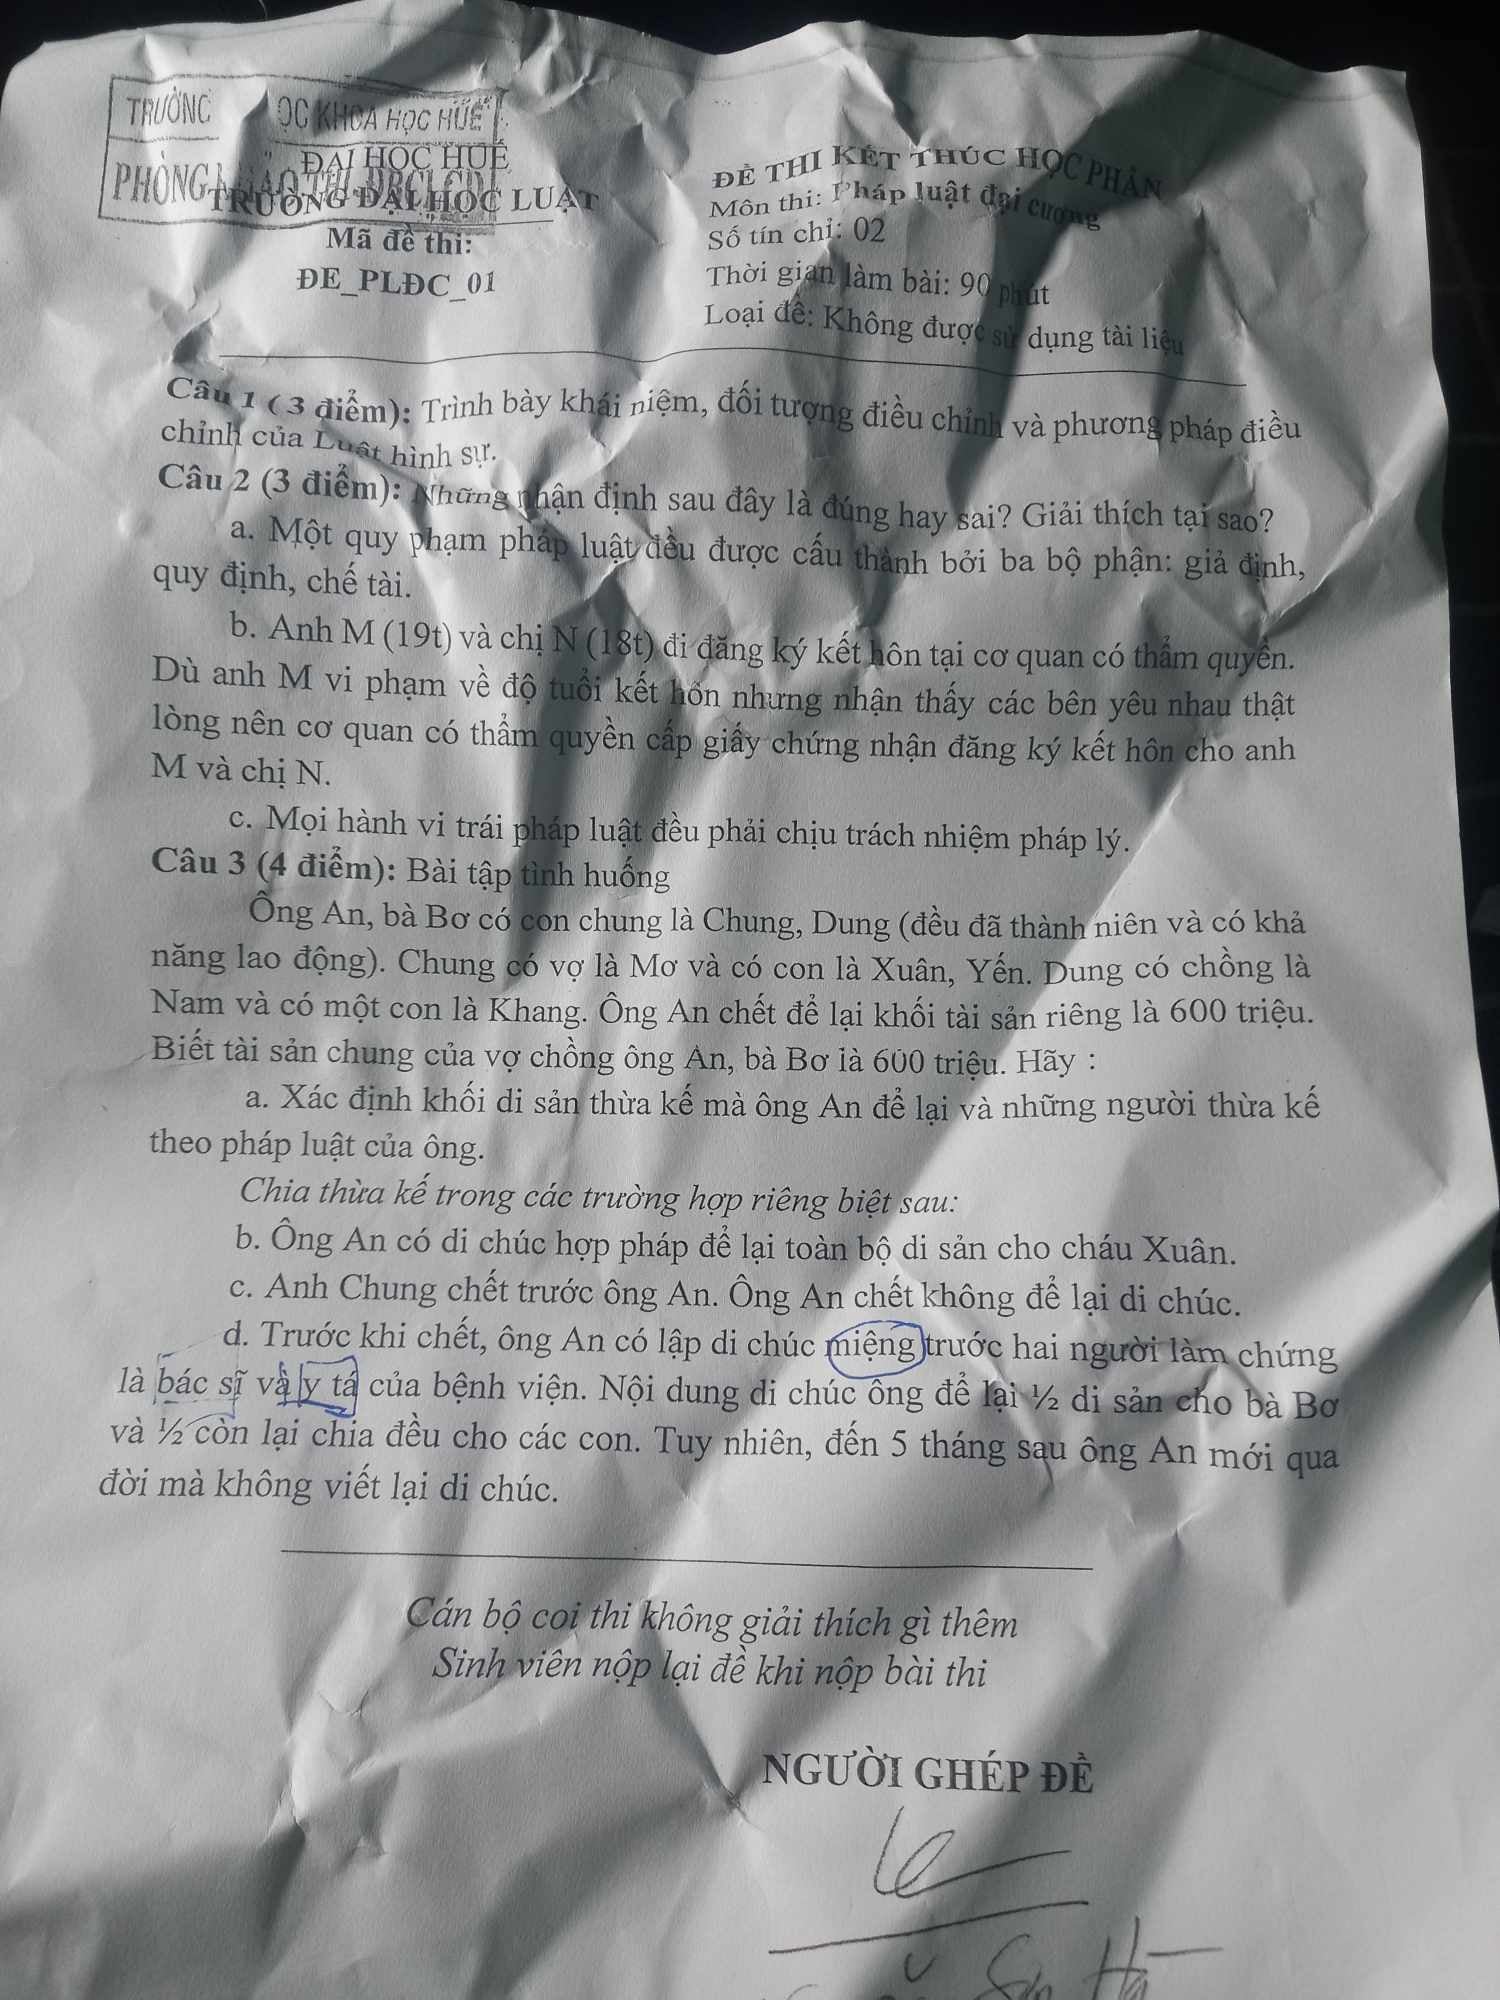 TRƯỜNG ỌC KHOA HỌC HUẾ
PHÒNG
ĐẠI HỌC HUẾ
TRƯỜNG ĐẠI HỌC LUẬT
Mã đề thi:
ĐE_PLĐC_01
ĐỀ THI KẾT THÚC HỌC PHẦN
Môn thi: Pháp luật đại cương
Số tín chỉ: 02
Thời gian làm bài: 90 phút
Loại đề: Không được sử dụng tài liệu
Câu 1 ( 3 điểm): Trình bày khái niệm, đối tượng điều chỉnh và phương pháp điều
chỉnh của Luật hình sự.
Câu 2 (3 điểm): Những nhận định sau đây là đúng hay sai? Giải thích tại sao?
a. Một quy phạm pháp luật đều được cấu thành bởi ba bộ phận: giả định,
quy định, chế tài.
b. Anh M (19t) và chị N (18t) đi đăng ký kết hôn tại cơ quan có thẩm quyền.
Dù anh M vi phạm về độ tuổi kết hôn nhưng nhận thấy các bên yêu nhau thật
lòng nên cơ quan có thẩm quyền cấp giấy chứng nhận đăng ký kết hôn cho anh
M và chị N.
c. Mọi hành vi trái pháp luật đều phải chịu trách nhiệm pháp lý.
Câu 3 (4 điểm): Bài tập tình huống
Ông An, bà Bơ có con chung là Chung, Dung (đều đã thành niên và có khả
năng lao động). Chung có vợ là Mơ và có con là Xuân, Yến. Dung có chồng là
Nam và có một con là Khang. Ông An chết để lại khối tài sản riêng là 600 triệu.
Biết tài sản chung của vợ chồng ông An, bà Bơ là 600 triệu. Hãy :
a. Xác định khối di sản thừa kế mà ông An để lại và những người thừa kế
theo pháp luật của ông.
Chia thừa kế trong các trường hợp riêng biệt sau:
b. Ông An có di chúc hợp pháp để lại toàn bộ di sản cho cháu Xuân.
c. Anh Chung chết trước ông An. Ông An chết không để lại di chúc.
d. Trước khi chết, ông An có lập di chúc miệng trước hai người làm chứng
là bác sĩ và y tá của bệnh viện. Nội dung di chúc ông để lại ½ di sản cho bà Bơ
và ½ còn lại chia đều cho các con. Tuy nhiên, đến 5 tháng sau ông An mới qua
đời mà không viết lại di chúc.
Cán bộ coi thi không giải thích gì thêm
Sinh viên nộp lại đề khi nộp bài thi
NGƯỜI GHÉP ĐỀ